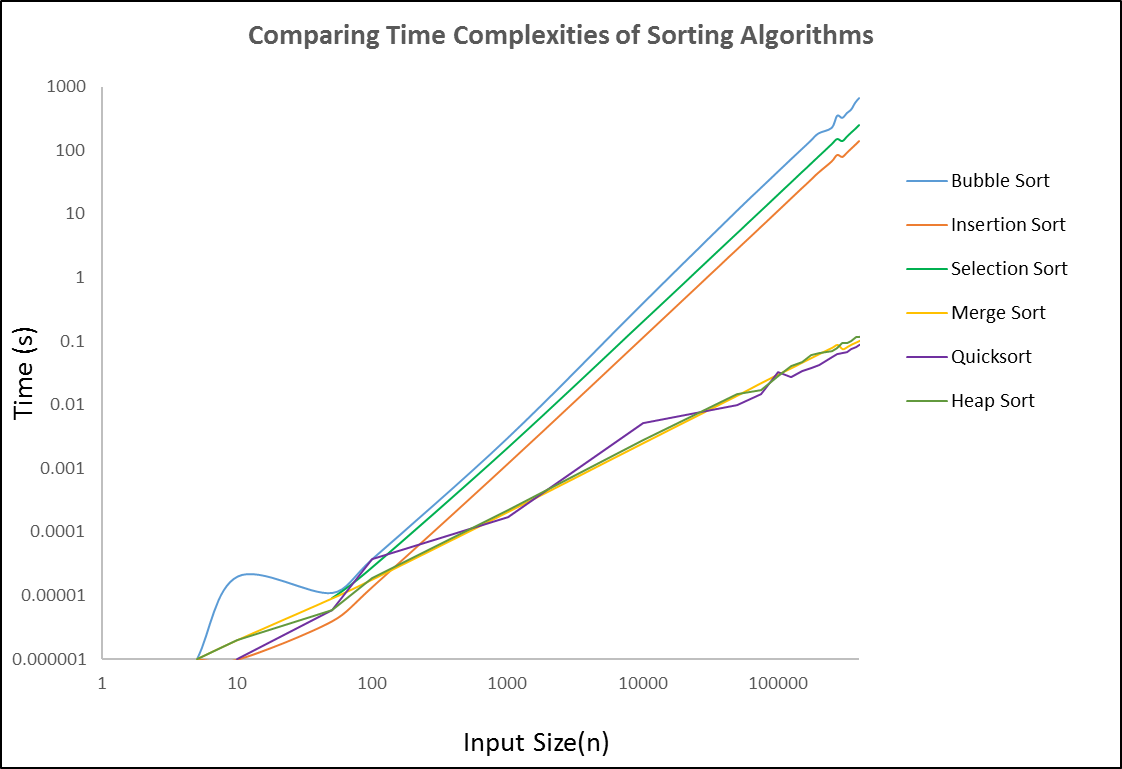 Comparing Time Complexities of Sorting Algorithms
1000
100
10
1
0.1
0.01
0.001
0.0001
0.00001
0.000001
Time (s)
1 10 100 1000 10000 100000
Input Size(n)
Bubble Sort
Insertion Sort
Selection Sort
Merge Sort
Quicksort
Heap Sort